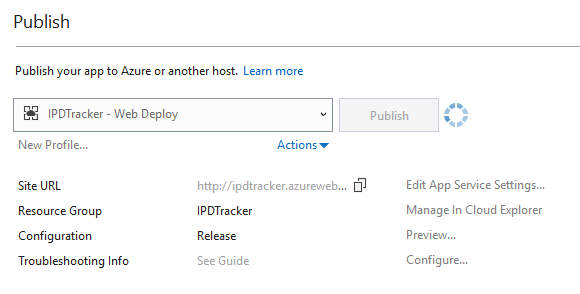 Publish
Publish your app to Azure or another host. Learn more
IPDTracker - Web Deploy
Publish
New Profile...
Actions
Site URL http://ipdtracker.azureweb... Edit App Service Settings...
Resource Group IPDTracker Manage In Cloud Explorer
Configuration Release Preview...
Troubleshooting Info See Guide Configure...